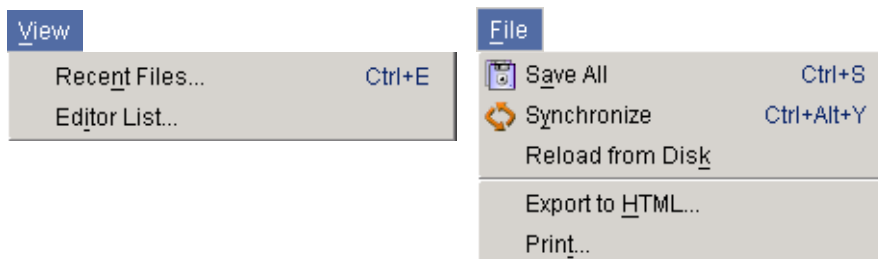 View
Recent Files... Ctrl+E
Editor List...
File
Save All Ctrl+S
Synchronize Ctrl+Alt+Y
Reload from Disk
Export to HTML...
Print...